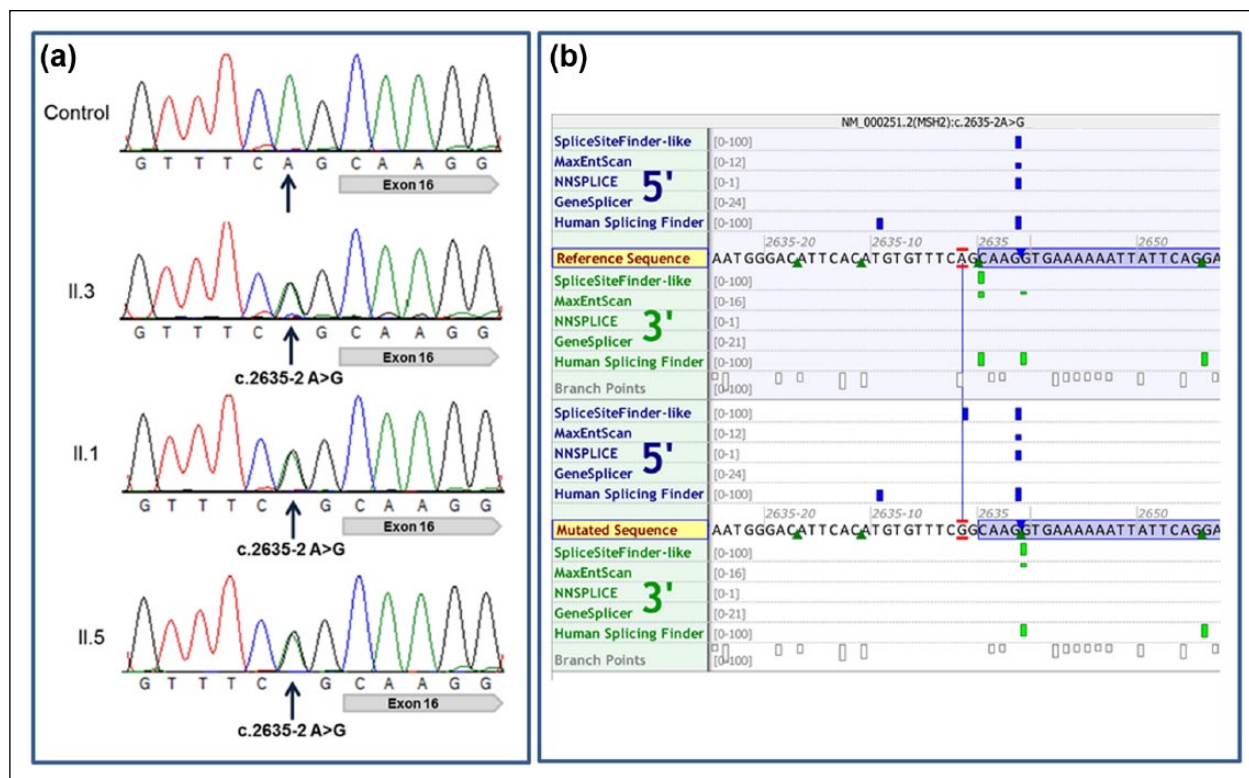 (a)
Control
G T T T C A G C A A G G
Exon 16
II.3
G T T T C A G C A A G G
Exon 16
c.2635-2 A>G
II.1
G T T T C A G C A A G G
Exon 16
c.2635-2 A>G
II.5
G T T T C A G C A A G G
Exon 16
c.2635-2 A>G
(b)
NM_000251.2(MSH2):c.2635-2A>G
SpliceSiteFinder-like [0-100]
MaxEntScan [0-12]
NNSPLICE [0-1]
5'
GeneSplicer [0-24]
Human Splicing Finder [0-100]
2635-20 2635-10 2635 2650
Reference Sequence AATGGGACATTCACATGTGTTTCAGCAAGGTGAAAAAATTATTCAGGA
SpliceSiteFinder-like [0-100]
MaxEntScan [0-16]
NNSPLICE [0-1]
3'
GeneSplicer [0-21]
Human Splicing Finder [0-100]
Branch Points [0-100]
SpliceSiteFinder-like [0-100]
MaxEntScan [0-12]
NNSPLICE [0-1]
5'
GeneSplicer [0-24]
Human Splicing Finder [0-100]
2635-20 2635-10 2635 2650
Mutated Sequence AATGGGACATTCACATGTGTTTCGGCAAGGTGAAAAAATTATTCAGGA
SpliceSiteFinder-like [0-100]
MaxEntScan [0-16]
NNSPLICE [0-1]
3'
GeneSplicer [0-21]
Human Splicing Finder [0-100]
Branch Points [0-100]